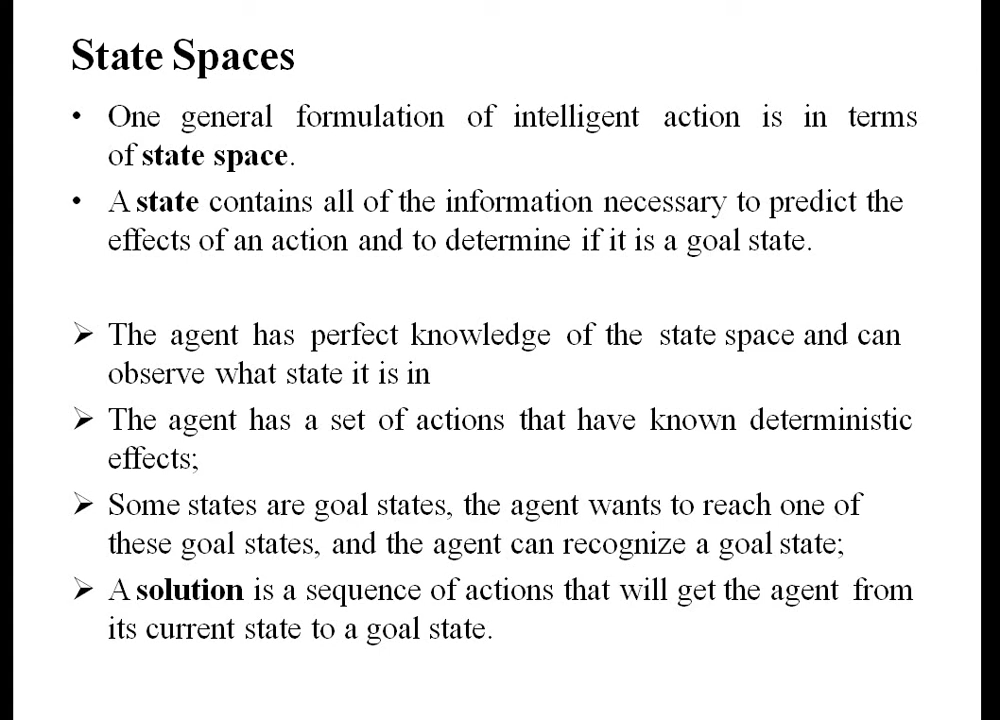 State Spaces
• One general formulation of intelligent action is in terms
of state space.
• A state contains all of the information necessary to predict the
effects of an action and to determine if it is a goal state.
➢ The agent has perfect knowledge of the state space and can
observe what state it is in
➢ The agent has a set of actions that have known deterministic
effects;
➢ Some states are goal states, the agent wants to reach one of
these goal states, and the agent can recognize a goal state;
➢ A solution is a sequence of actions that will get the agent from
its current state to a goal state.